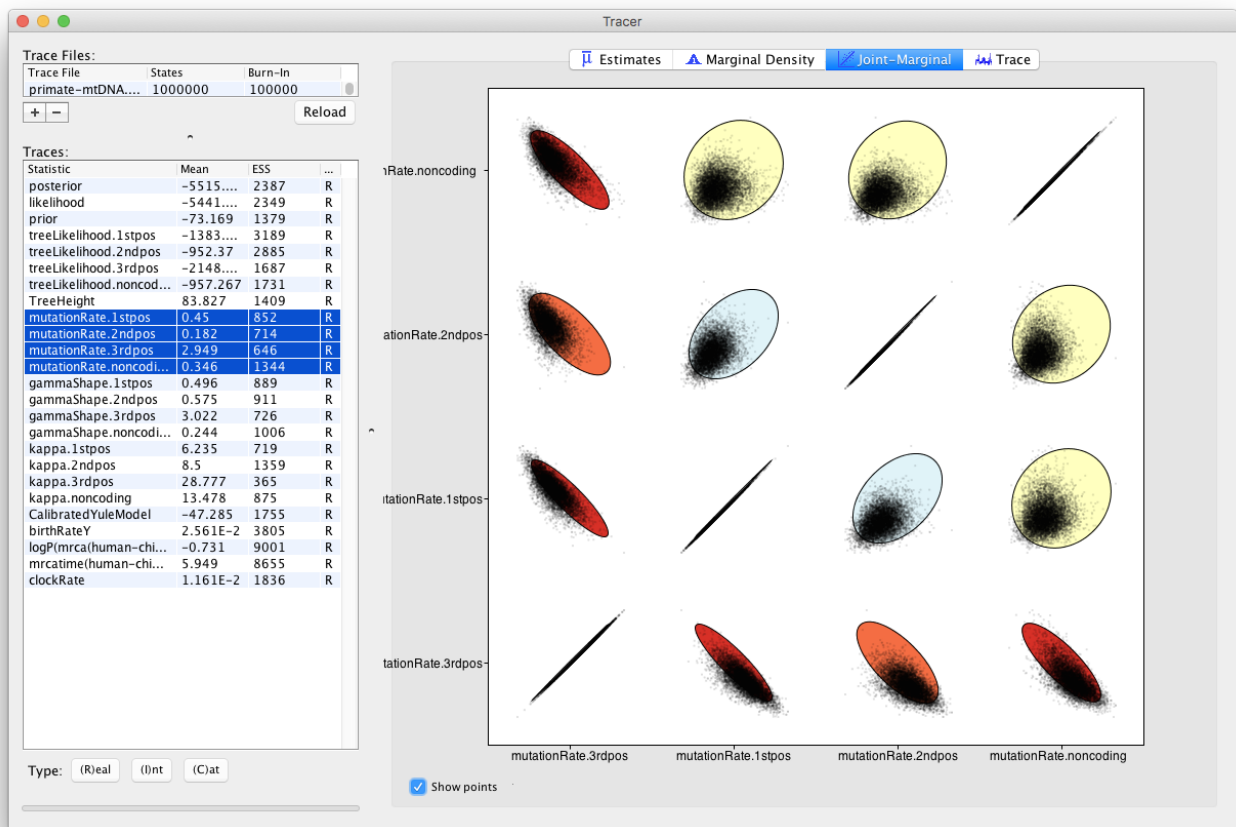 Tracer
Trace Files:
Trace File States Burn-In
primate-mtDNA.... 1000000 100000
+ −
Reload
Traces:
Statistic Mean ESS ...
posterior -5515.... 2387 R
likelihood -5441.... 2349 R
prior -73.169 1379 R
treeLikelihood.1stpos -1383.... 3189 R
treeLikelihood.2ndpos -952.37 2885 R
treeLikelihood.3rdpos -2148.... 1687 R
treeLikelihood.noncod... -957.267 1731 R
TreeHeight 83.827 1409 R
mutationRate.1stpos 0.45 852 R
mutationRate.2ndpos 0.182 714 R
mutationRate.3rdpos 2.949 646 R
mutationRate.noncodi... 0.346 1344 R
gammaShape.1stpos 0.496 889 R
gammaShape.2ndpos 0.575 911 R
gammaShape.3rdpos 3.022 726 R
gammaShape.noncodi... 0.244 1006 R
kappa.1stpos 6.235 719 R
kappa.2ndpos 8.5 1359 R
kappa.3rdpos 28.777 365 R
kappa.noncoding 13.478 875 R
CalibratedYuleModel -47.285 1755 R
birthRateY 2.561E-2 3805 R
logP(mrca(human-chi... -0.731 9001 R
mrcatime(human-chi... 5.949 8655 R
clockRate 1.161E-2 1836 R
Type: (R)eal (I)nt (C)at
μ Estimates Marginal Density Joint-Marginal Trace
nRate.noncoding
ationRate.2ndpos
utationRate.1stpos
utationRate.3rdpos
mutationRate.3rdpos mutationRate.1stpos mutationRate.2ndpos mutationRate.noncoding
Show points